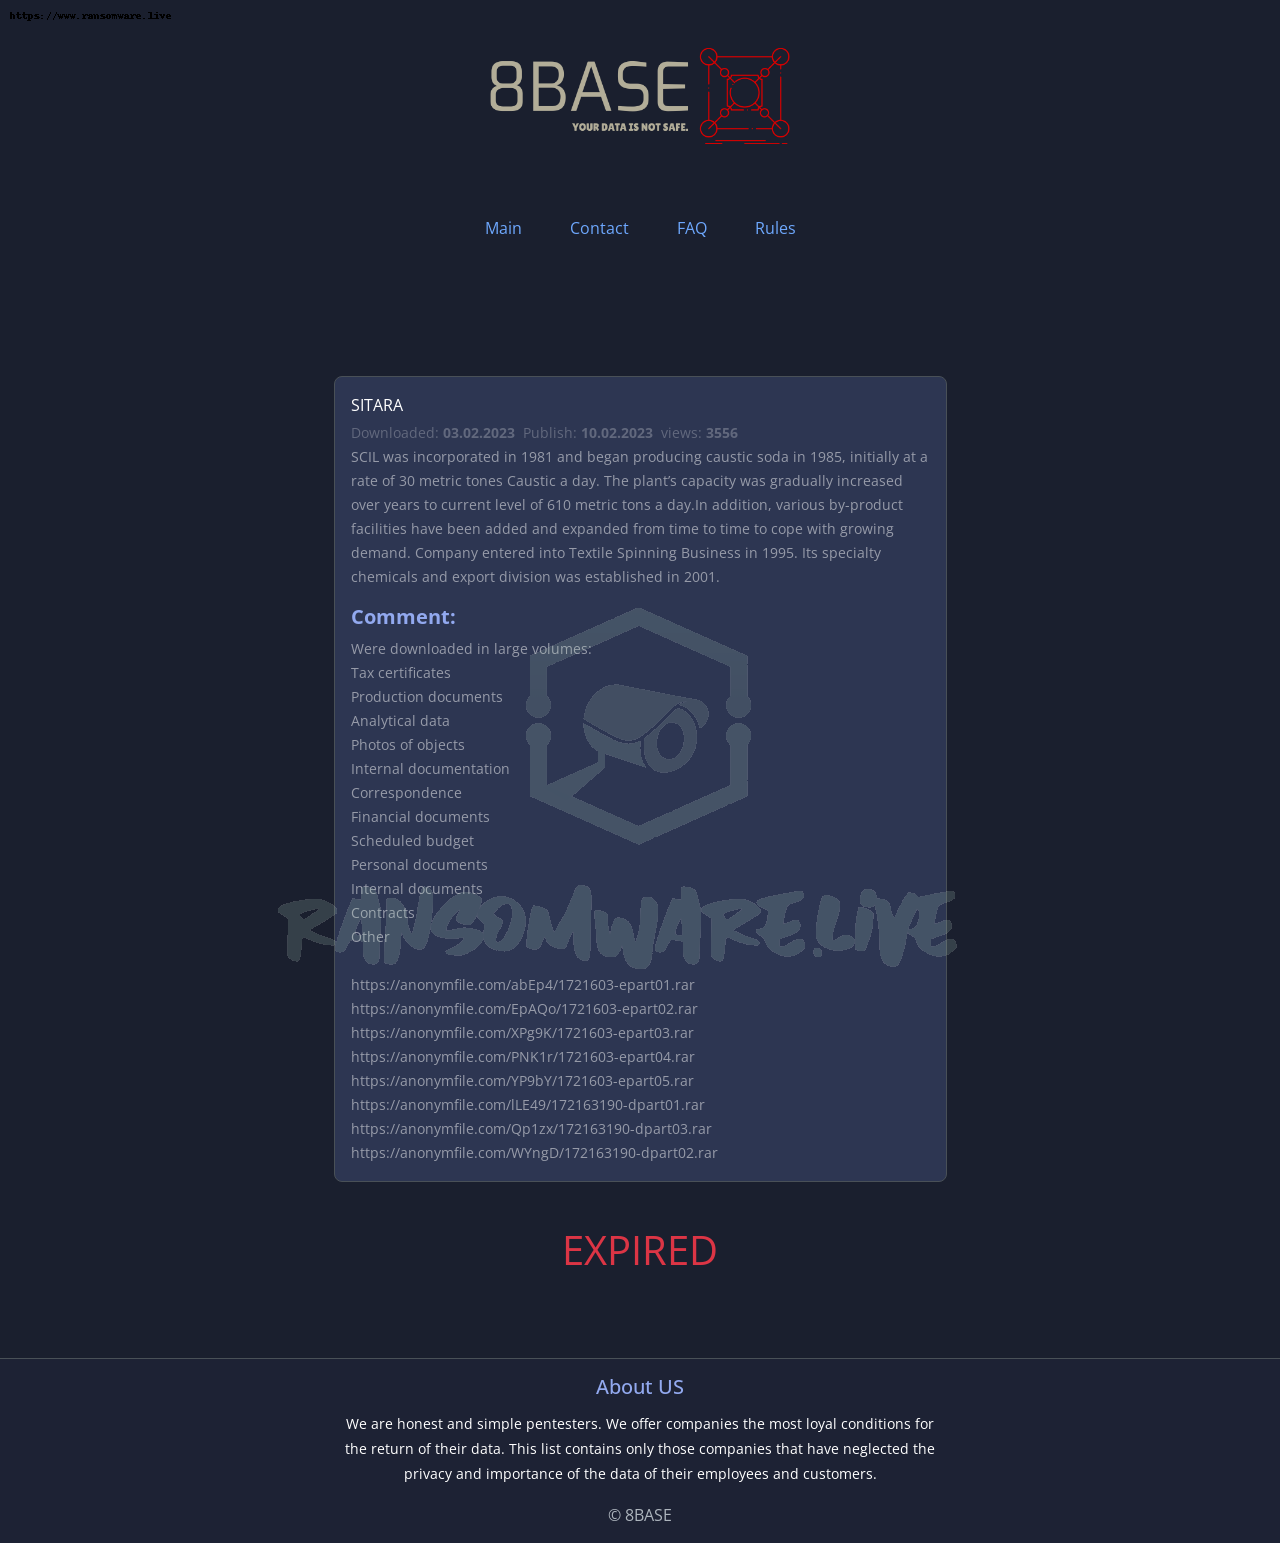 https://www.ransomware.live
8BASE
YOUR DATA IS NOT SAFE.
Main Contact FAQ Rules
SITARA
Downloaded: 03.02.2023 Publish: 10.02.2023 views: 3556
SCIL was incorporated in 1981 and began producing caustic soda in 1985, initially at a
rate of 30 metric tones Caustic a day. The plant’s capacity was gradually increased
over years to current level of 610 metric tons a day.In addition, various by-product
facilities have been added and expanded from time to time to cope with growing
demand. Company entered into Textile Spinning Business in 1995. Its specialty
chemicals and export division was established in 2001.
Comment:
Were downloaded in large volumes:
Tax certificates
Production documents
Analytical data
Photos of objects
Internal documentation
Correspondence
Financial documents
Scheduled budget
Personal documents
Internal documents
Contracts
Other
RANSOMWARE.LIVE
https://anonymfile.com/abEp4/1721603-epart01.rar
https://anonymfile.com/EpAQo/1721603-epart02.rar
https://anonymfile.com/XPg9K/1721603-epart03.rar
https://anonymfile.com/PNK1r/1721603-epart04.rar
https://anonymfile.com/YP9bY/1721603-epart05.rar
https://anonymfile.com/lLE49/172163190-dpart01.rar
https://anonymfile.com/Qp1zx/172163190-dpart03.rar
https://anonymfile.com/WYngD/172163190-dpart02.rar
EXPIRED
About US
We are honest and simple pentesters. We offer companies the most loyal conditions for
the return of their data. This list contains only those companies that have neglected the
privacy and importance of the data of their employees and customers.
© 8BASE